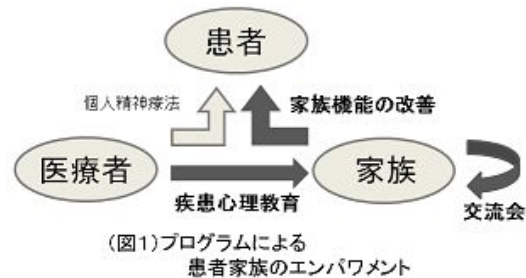 患者
個人精神療法
家族機能の改善
医療者
家族
疾患心理教育
交流会
(図1)プログラムによる
患者家族のエンパワメント